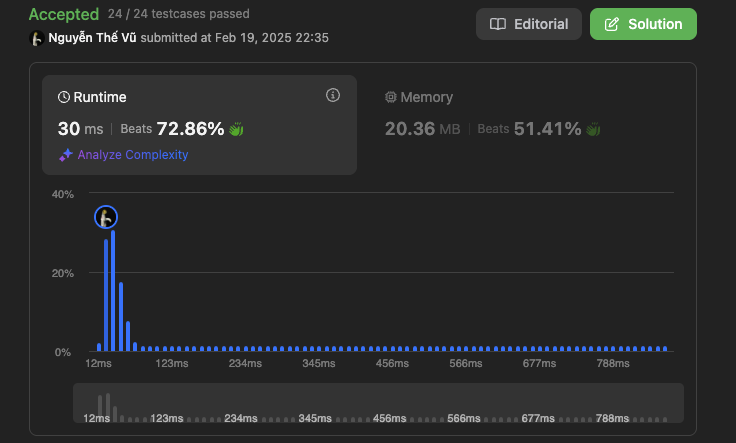 Accepted 24 / 24 testcases passed
Nguyễn Thế Vũ submitted at Feb 19, 2025 22:35
Editorial
Solution
Runtime
30 ms | Beats 72.86%
Analyze Complexity
Memory
20.36 MB | Beats 51.41%
40%
20%
0%
12ms 123ms 234ms 345ms 456ms 566ms 677ms 788ms
12ms 123ms 234ms 345ms 456ms 566ms 677ms 788ms